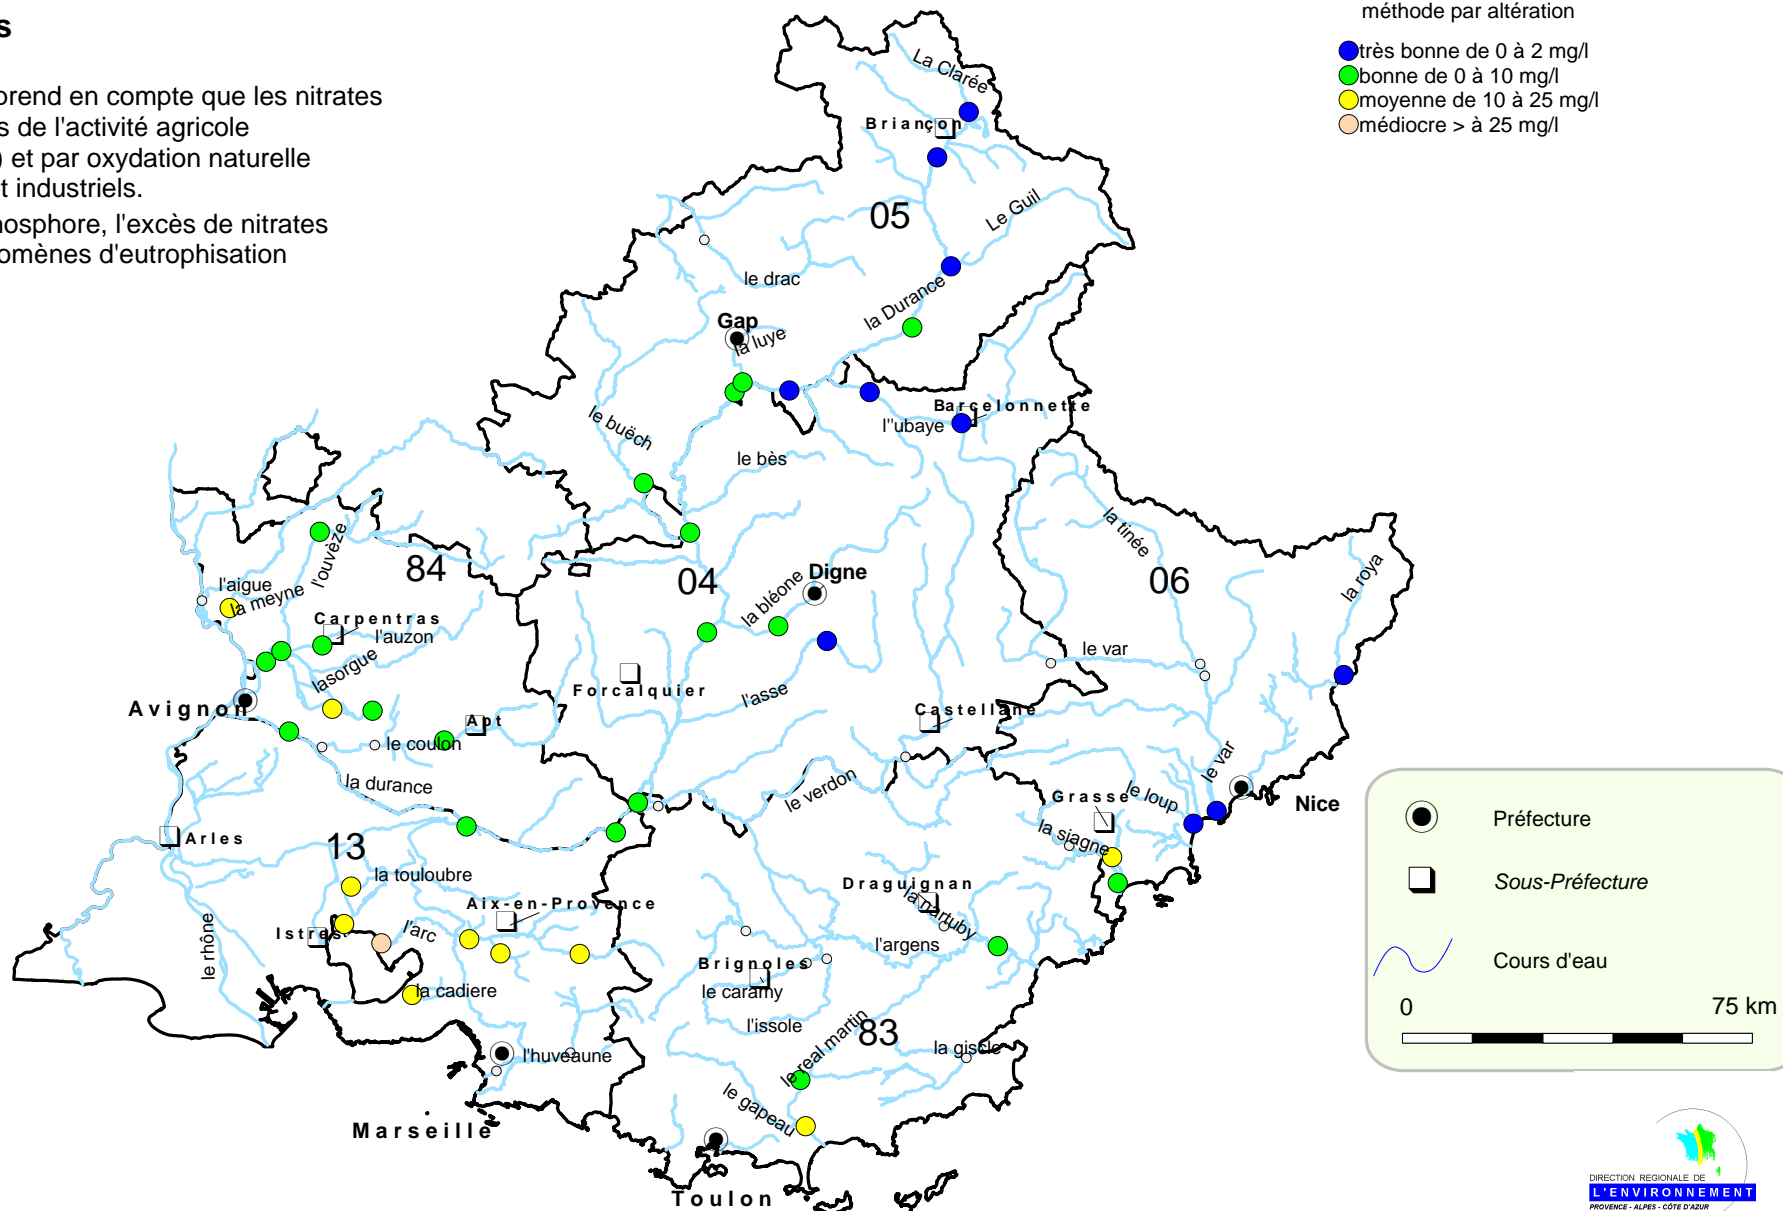 s
prend en compte que les nitrates
s de l'activité agricole
) et par oxydation naturelle
t industriels.
nosphore, l'excès de nitrates
omènes d'eutrophisation
méthode par altération
très bonne de 0 à 2 mg/l
bonne de 0 à 10 mg/l
moyenne de 10 à 25 mg/l
médiocre > à 25 mg/l
La Clarée
Briançon
05
Le Guil
le drac
la Durance
Gap
la luye
le buëch
Barcelonnette
l''ubaye
le bès
la tinée
l'ouvèze
84
04
Digne
06
la roya
l'aigue
la meyne
la bléone
Carpentras
l'auzon
le var
lasorgue
Forcalquier
l'asse
Avignon
Apt
Castellane
le coulon
le var
la durance
le verdon
le loup
Grasse
Nice
Arles
13
la siagne
la touloubre
Draguignan
la nartuby
Aix-en-Provence
Istres
l'arc
l'argens
le rhône
Brignoles
la cadiere
le caramy
l'issole
le real martin
83
la giscle
l'huveaune
le gapeau
Marseille
Toulon
Préfecture
Sous-Préfecture
Cours d'eau
0 75 km
DIRECTION REGIONALE DE
L'ENVIRONNEMENT
PROVENCE - ALPES - CÔTE D'AZUR